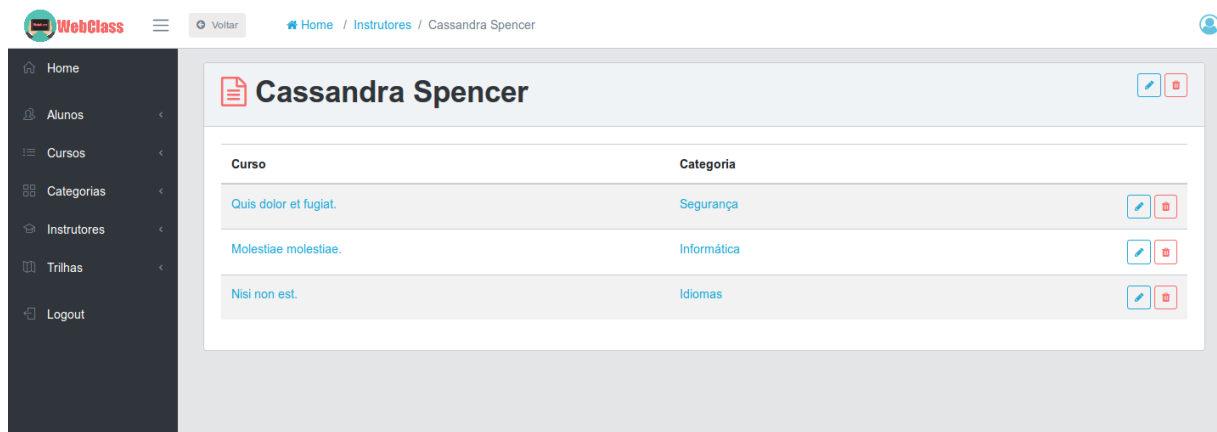 WebClass
Voltar
Home / Instrutores / Cassandra Spencer
Home
Alunos
Cursos
Categorias
Instrutores
Trilhas
Logout
Cassandra Spencer
Curso Categoria
Quis dolor et fugiat. Segurança
Molestiae molestiae. Informática
Nisi non est. Idiomas